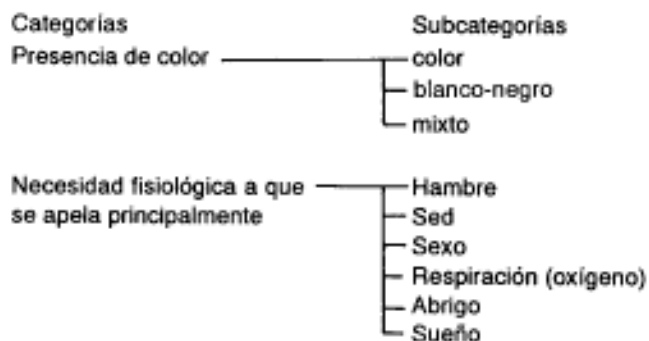 Categorías Subcategorías
Presencia de color color
blanco-negro
mixto
Necesidad fisiológica a que Hambre
se apela principalmente Sed
Sexo
Respiración (oxígeno)
Abrigo
Sueño